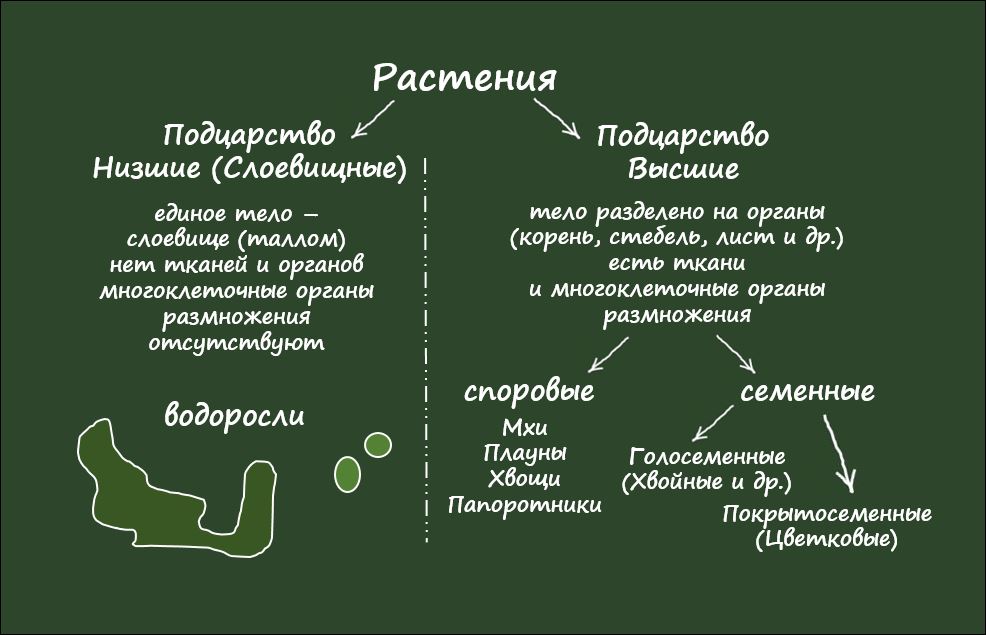 Растения
Подцарство
Низшие (Слоевищные)
единое тело –
слоевище (таллом)
нет тканей и органов
многоклеточные органы
размножения
отсутствуют
водоросли
Подцарство
Высшие
тело разделено на органы
(корень, стебель, лист и др.)
есть ткани
и многоклеточные органы
размножения
споровые
Мхи
Плауны
Хвощи
Папоротники
семенные
Голосеменные
(Хвойные и др.)
Покрытосеменные
(Цветковые)